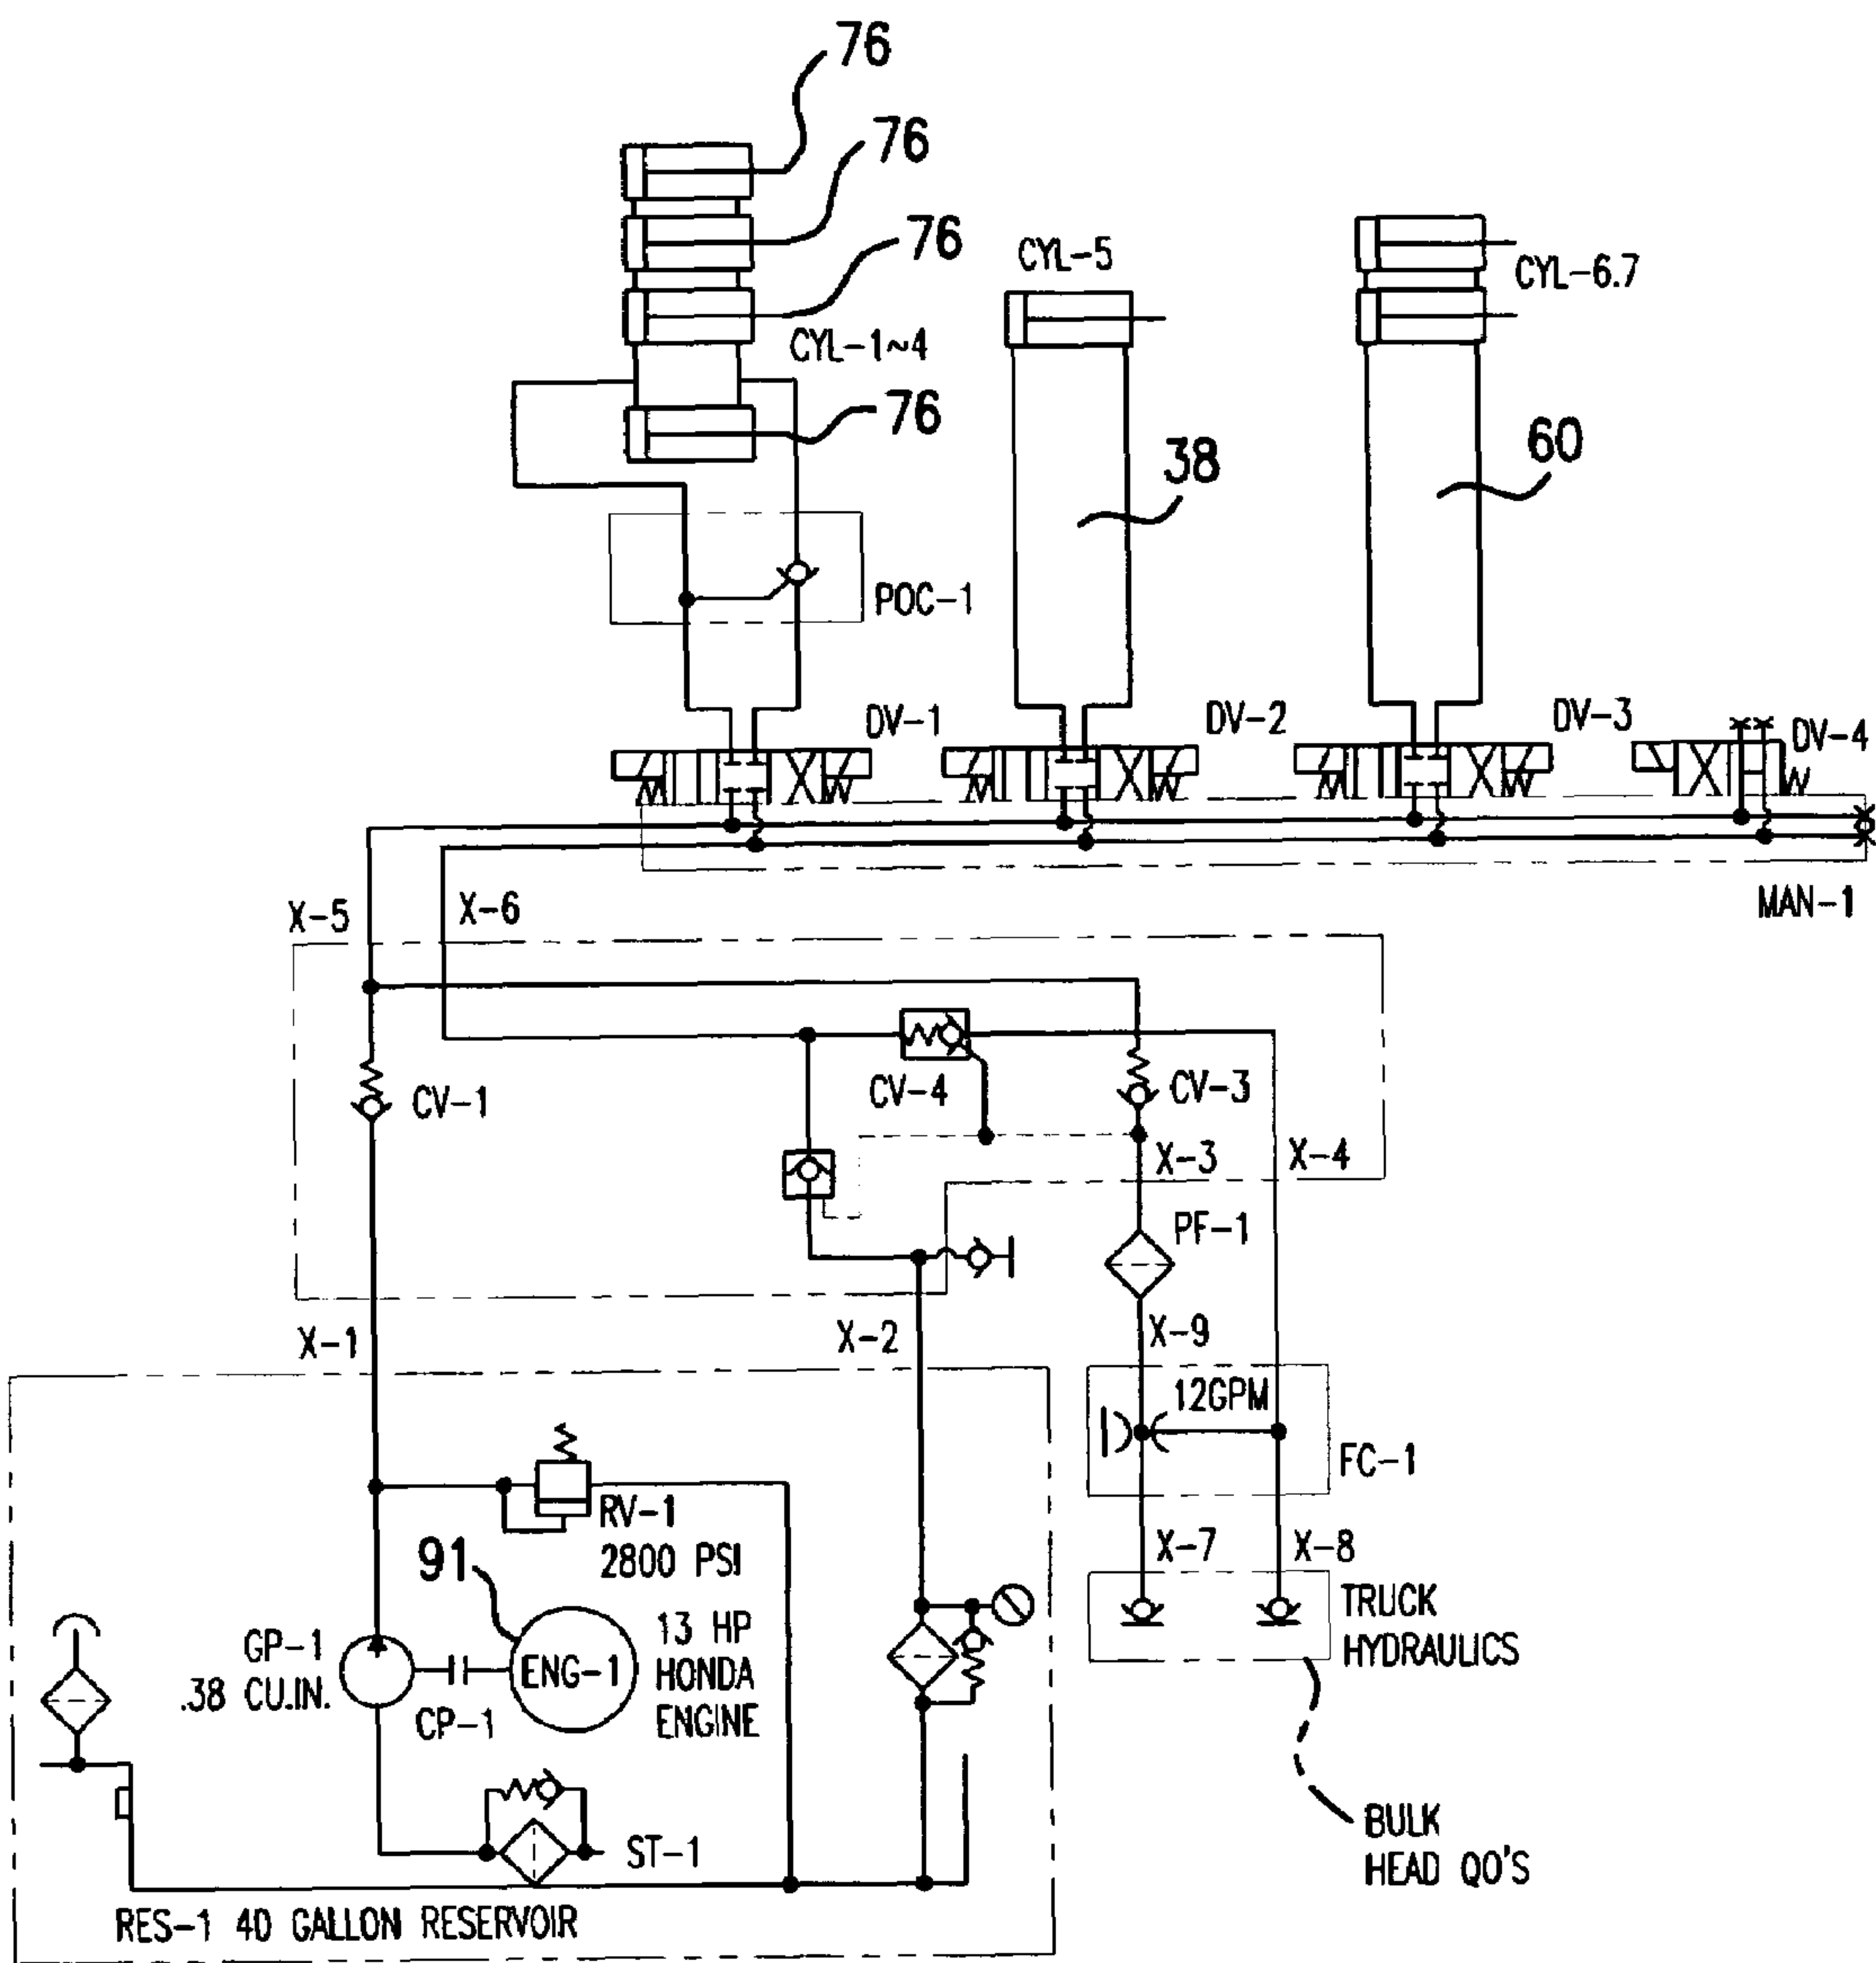 76
76
76
CYL-5
CYL-6.7
CYL-1~4
76
38
60
POC-1
DV-1
DV-2
DV-3
DV-4
MAN-1
X-5
X-6
CV-1
CV-4
CV-3
X-3
X-4
PF-1
X-1
X-2
X-9
12GPM
FC-1
RV-1
2800 PSI
X-7
X-8
91
TRUCK
HYDRAULICS
GP-1
.38 CU.IN.
ENG-1
13 HP
HONDA
ENGINE
CP-1
ST-1
BULK
HEAD QO'S
RES-1 40 GALLON RESERVOIR